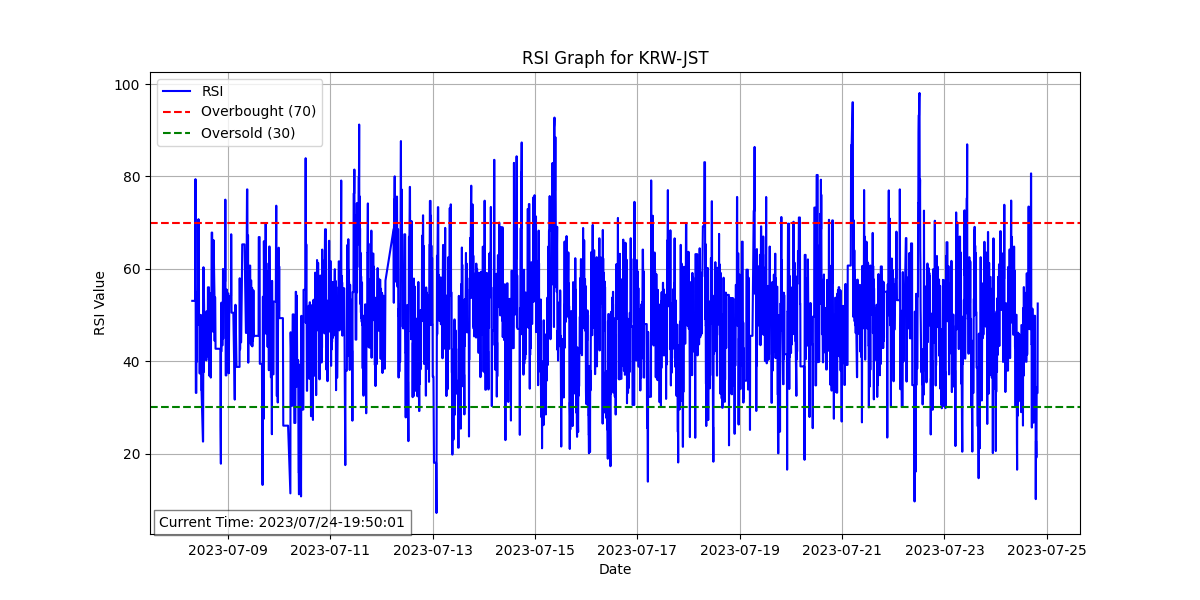 RSI Graph for KRW-JST
RSI
Overbought (70)
Oversold (30)
100
80
60
40
20
RSI Value
Current Time: 2023/07/24-19:50:01
2023-07-09 2023-07-11 2023-07-13 2023-07-15 2023-07-17 2023-07-19 2023-07-21 2023-07-23 2023-07-25
Date